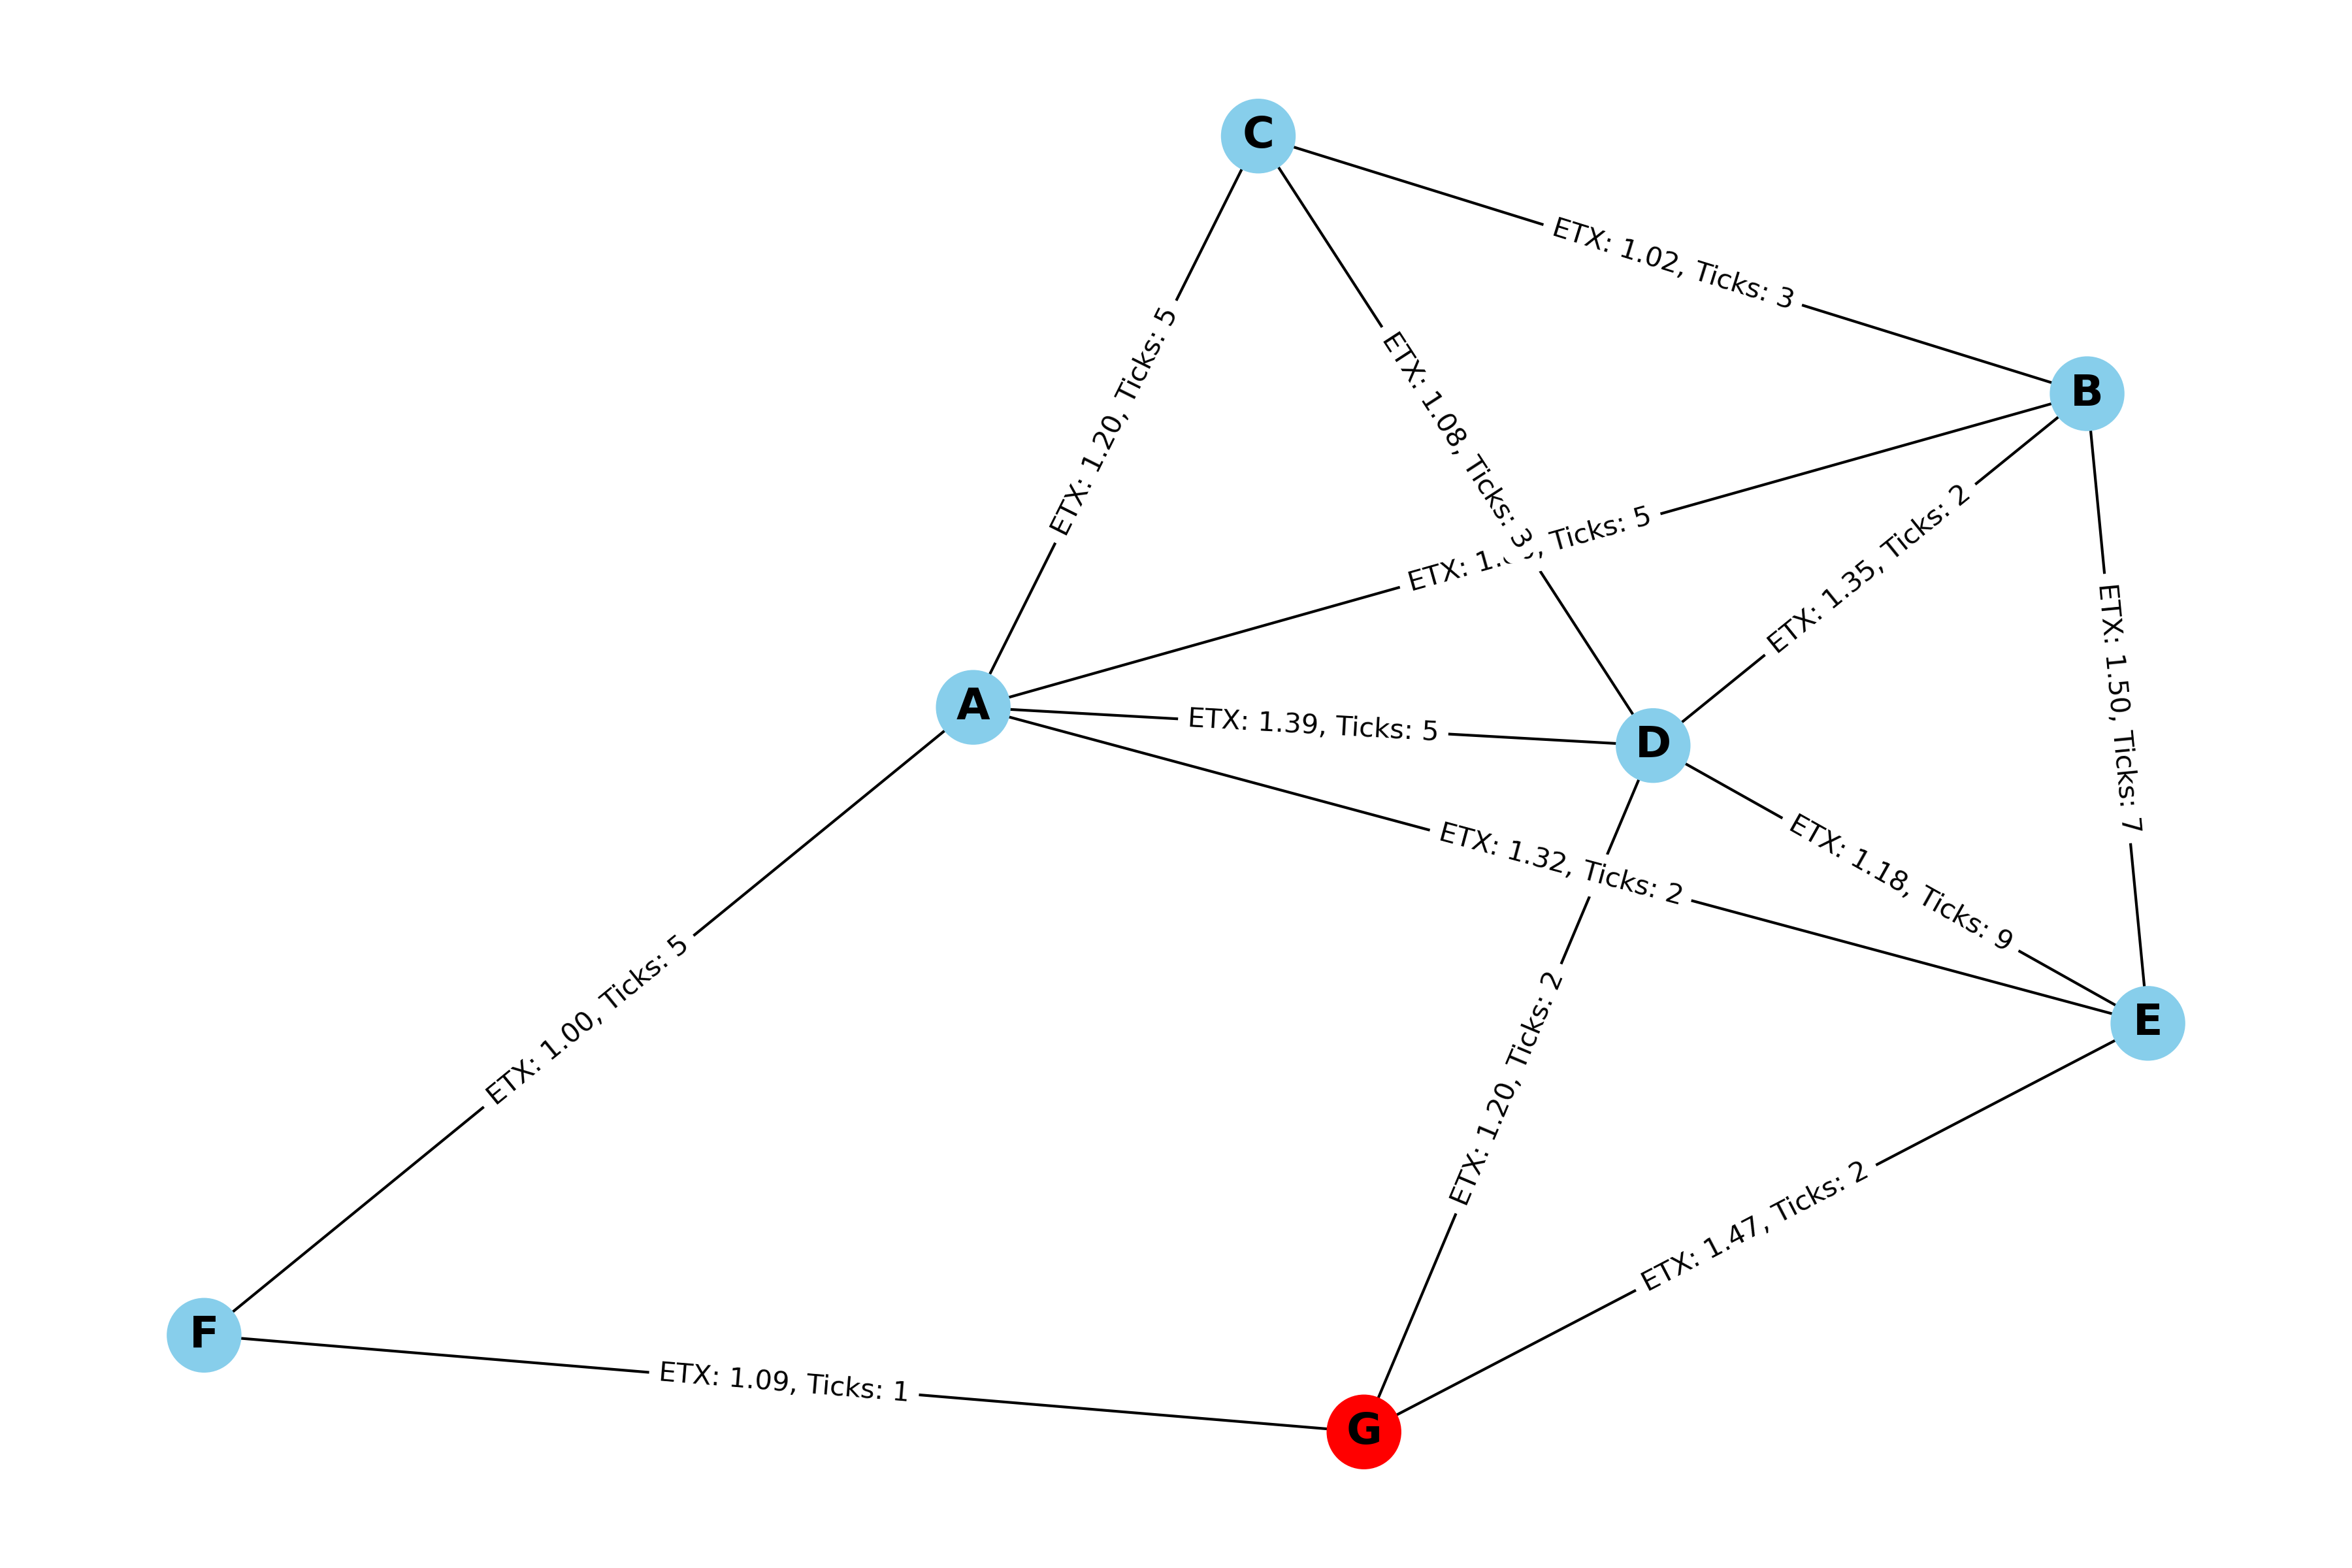 C
ETX: 1.02, Ticks: 3
ETX: 1.20, Ticks: 5
ETX: 1.08, Ticks: 3
B
ETX: Ticks: 5
ETX: 1.35, Ticks: 2
ETX: 1.50, Ticks: 7
A
ETX: 1.39, Ticks: 5
D
ETX: 1.32, Ticks: 2
ETX: 1.18, Ticks: 9
ETX: 1.00, Ticks: 5
E
ETX: 1.20, Ticks: 2
ETX: 1.47, Ticks: 2
F
ETX: 1.09, Ticks: 1
G